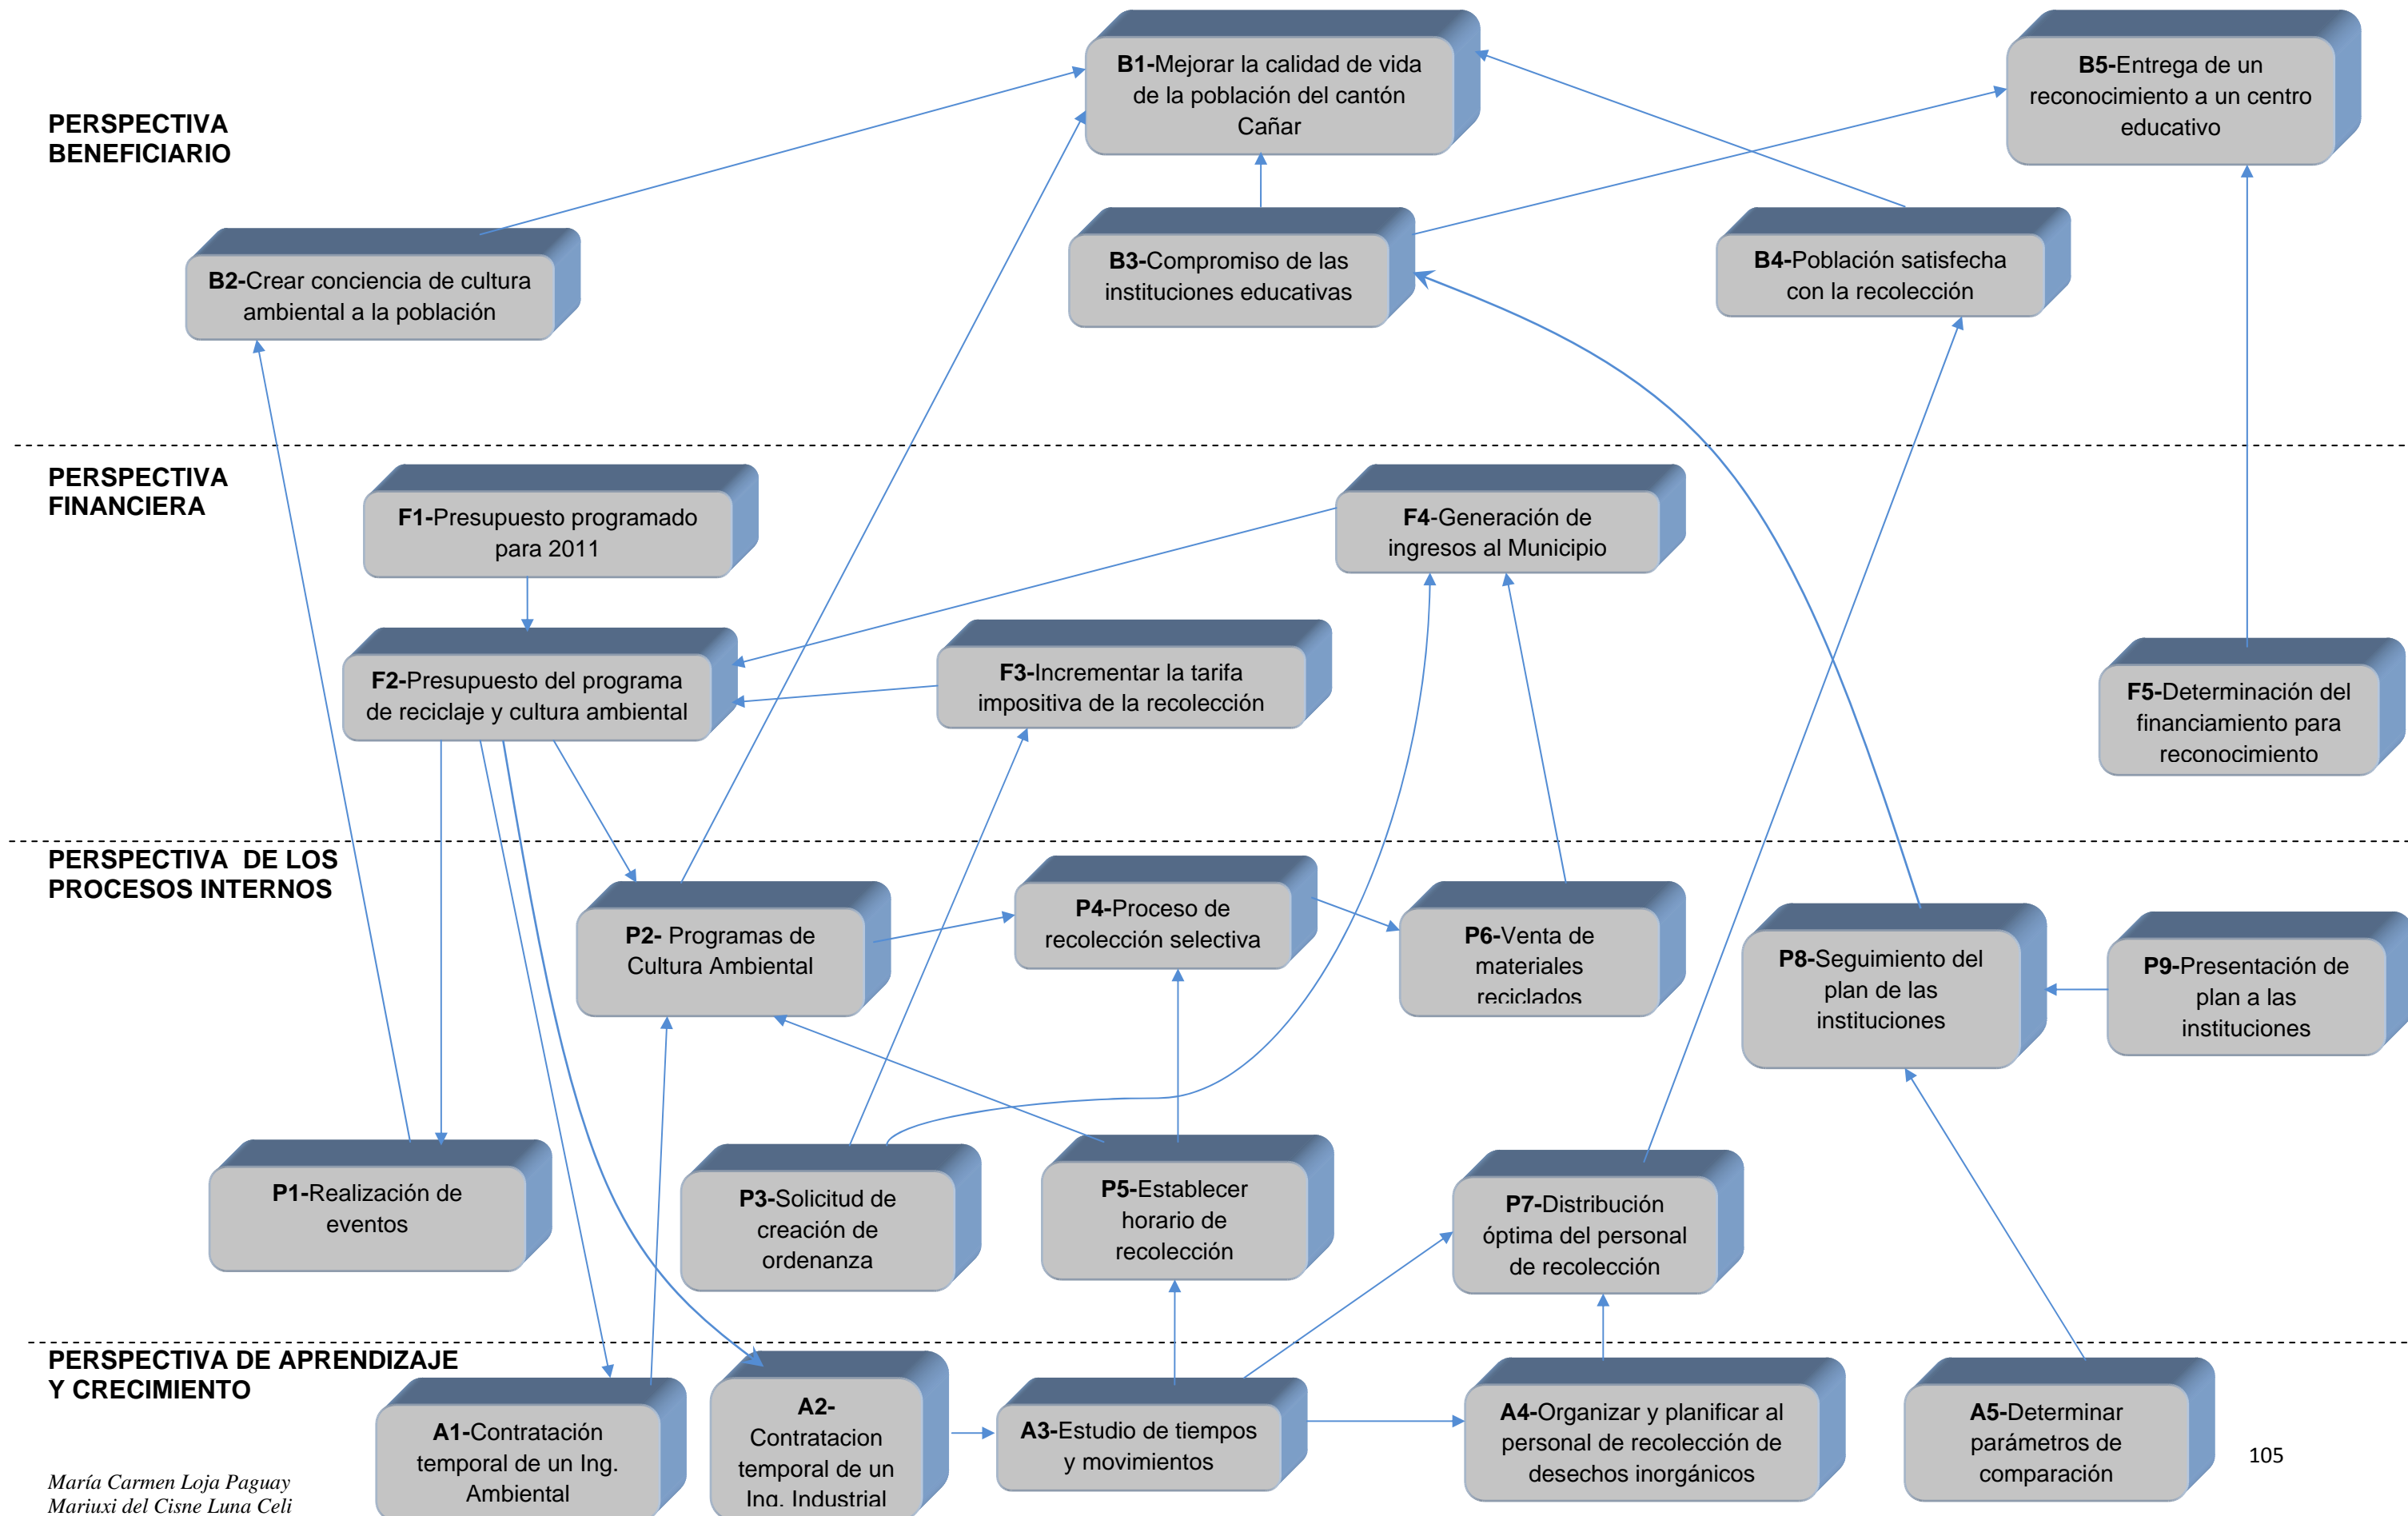 B1-Mejorar la calidad de vida
de la población del cantón
Cañar
B5-Entrega de un
reconocimiento a un centro
educativo
PERSPECTIVA
BENEFICIARIO
B2-Crear conciencia de cultura
ambiental a la población
B3-Compromiso de las
instituciones educativas
B4-Población satisfecha
con la recolección
PERSPECTIVA
FINANCIERA
F1-Presupuesto programado
para 2011
F4-Generación de
ingresos al Municipio
F2-Presupuesto del programa
de reciclaje y cultura ambiental
F3-Incrementar la tarifa
impositiva de la recolección
F5-Determinación del
financiamiento para
reconocimiento
PERSPECTIVA DE LOS
PROCESOS INTERNOS
P2- Programas de
Cultura Ambiental
P4-Proceso de
recolección selectiva
P6-Venta de
materiales
reciclados
P8-Seguimiento del
plan de las
instituciones
P9-Presentación de
plan a las
instituciones
P1-Realización de
eventos
P3-Solicitud de
creación de
ordenanza
P5-Establecer
horario de
recolección
P7-Distribución
óptima del personal
de recolección
PERSPECTIVA DE APRENDIZAJE
Y CRECIMIENTO
A1-Contratación
temporal de un Ing.
Ambiental
A2-
Contratacion
temporal de un
Ing. Industrial
A3-Estudio de tiempos
y movimientos
A4-Organizar y planificar al
personal de recolección de
desechos inorgánicos
A5-Determinar
parámetros de
comparación
105
María Carmen Loja Paguay
Mariuxi del Cisne Luna Celi